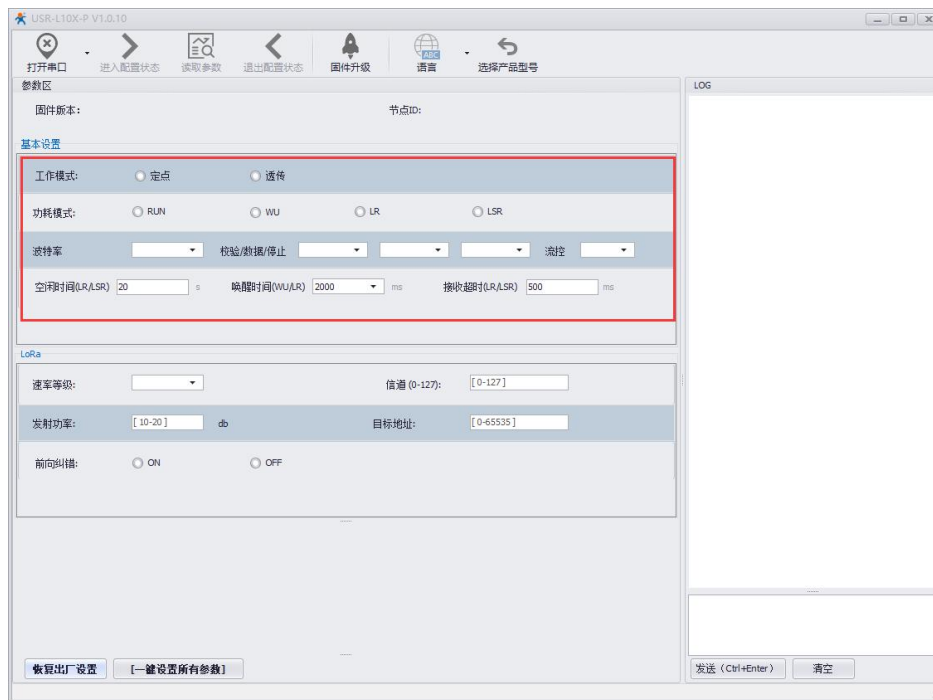 USR-L10X-P V1.0.10
打开串口 进入配置状态 读取参数 退出配置状态 固件升级 ABC 语言 选择产品型号
参数区 LOG
固件版本: 节点ID:
基本设置
工作模式: 定点 透传
功耗模式: RUN WU LR LSR
波特率 校验/数据/停止 流控
空闲时间(LR/LSR) 20 s 唤醒时间(WU/LR) 2000 ms 接收超时(LR/LSR) 500 ms
LoRa
速率等级: 信道 (0-127): [0-127]
发射功率: [10-20] db 目标地址: [0-65535]
前向纠错: ON OFF
恢复出厂设置 [一键设置所有参数] 发送 (Ctrl+Enter) 清空